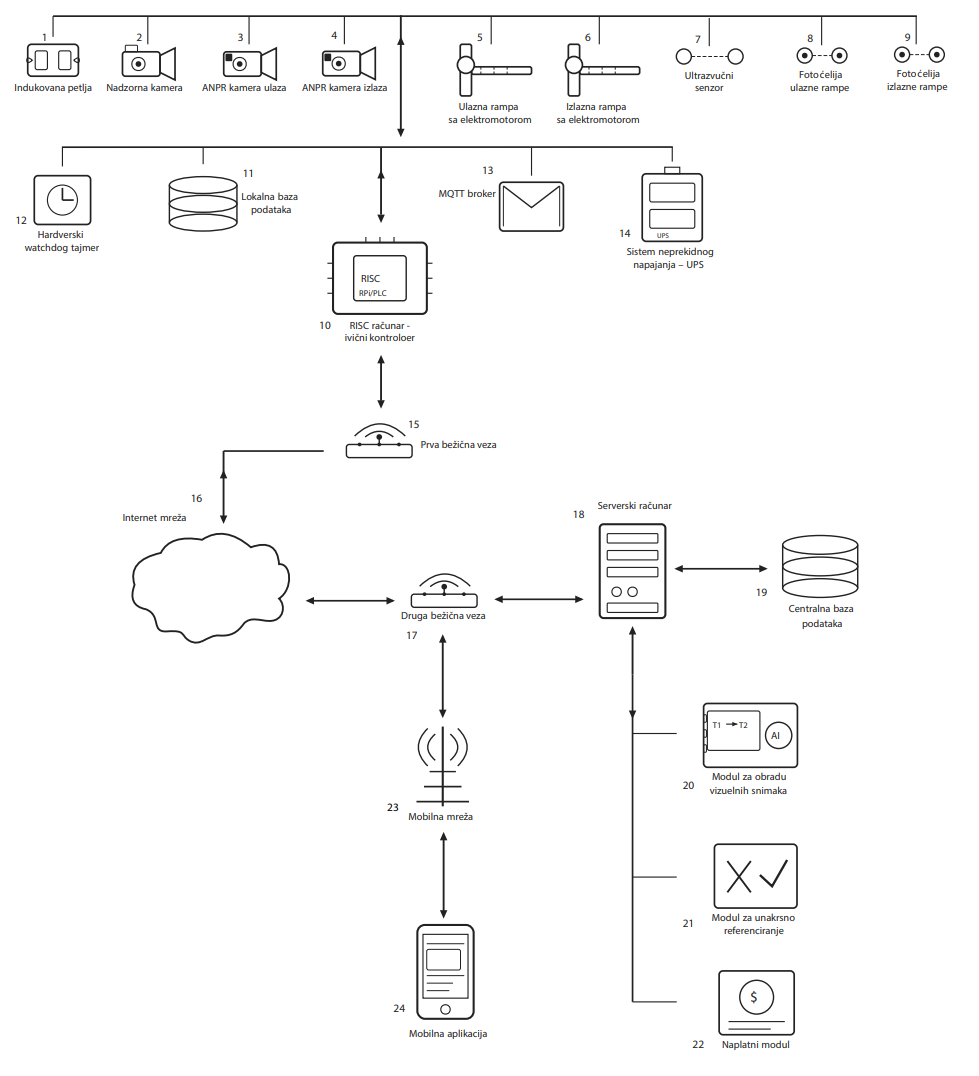 1
Indukovana petlja
2
Nadzorna kamera
3
ANPR kamera ulaza
4
ANPR kamera izlaza
5
Ulazna rampa
sa elektromotorom
6
Izlazna rampa
sa elektromotorom
7
Ultrazvučni
senzor
8
Fotoćelija
ulazne rampe
9
Fotoćelija
izlazne rampe
12
Hardverski
watchdog tajmer
11
Lokalna baza
podataka
13
MQTT broker
14
UPS
Sistem neprekidnog
napajanja – UPS
RISC
RPi/PLC
10
RISC računar -
ivični kontroloer
15
Prva bežična veza
16
Internet mreža
Druga bežična veza
17
Serverski računar
18
19
Centralna baza
podataka
T1 T2
AI
20
Modul za obradu
vizuelnih snimaka
21
Modul za unakrsno
referenciranje
$
22
Naplatni modul
23
Mobilna mreža
24
Mobilna aplikacija